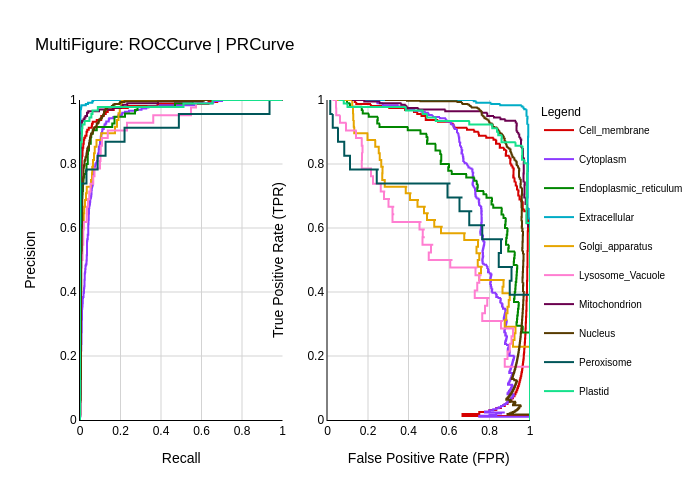 MultiFigure: ROCCurve | PRCurve
Precision
1
0.8
0.6
0.4
0.2
0
0 0.2 0.4 0.6 0.8 1
Recall
True Positive Rate (TPR)
1
0.8
0.6
0.4
0.2
0
0 0.2 0.4 0.6 0.8 1
False Positive Rate (FPR)
Legend
Cell_membrane
Cytoplasm
Endoplasmic_reticulum
Extracellular
Golgi_apparatus
Lysosome_Vacuole
Mitochondrion
Nucleus
Peroxisome
Plastid